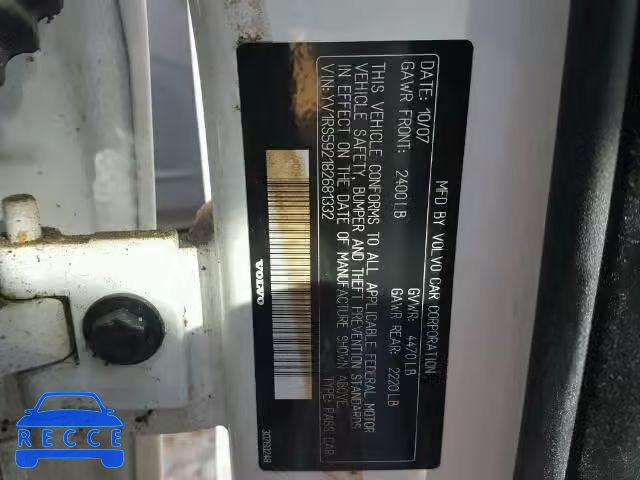 MFD BY VOLVO CAR CORPORATION
DATE: 10/07
GVWR: 4470LB
GAWR FRONT: 2400LB
GAWR REAR: 2220LB
THIS VEHICLE CONFORMS TO ALL APPLICABLE FEDERAL MOTOR
VEHICLE SAFETY, BUMPER AND THEFT PREVENTION STANDARDS
IN EFFECT ON THE DATE OF MANUFACTURE SHOWN ABOVE.
VIN: YV1RS592182681332
TYPE: PASS CAR
VOLVO
BIDFAX